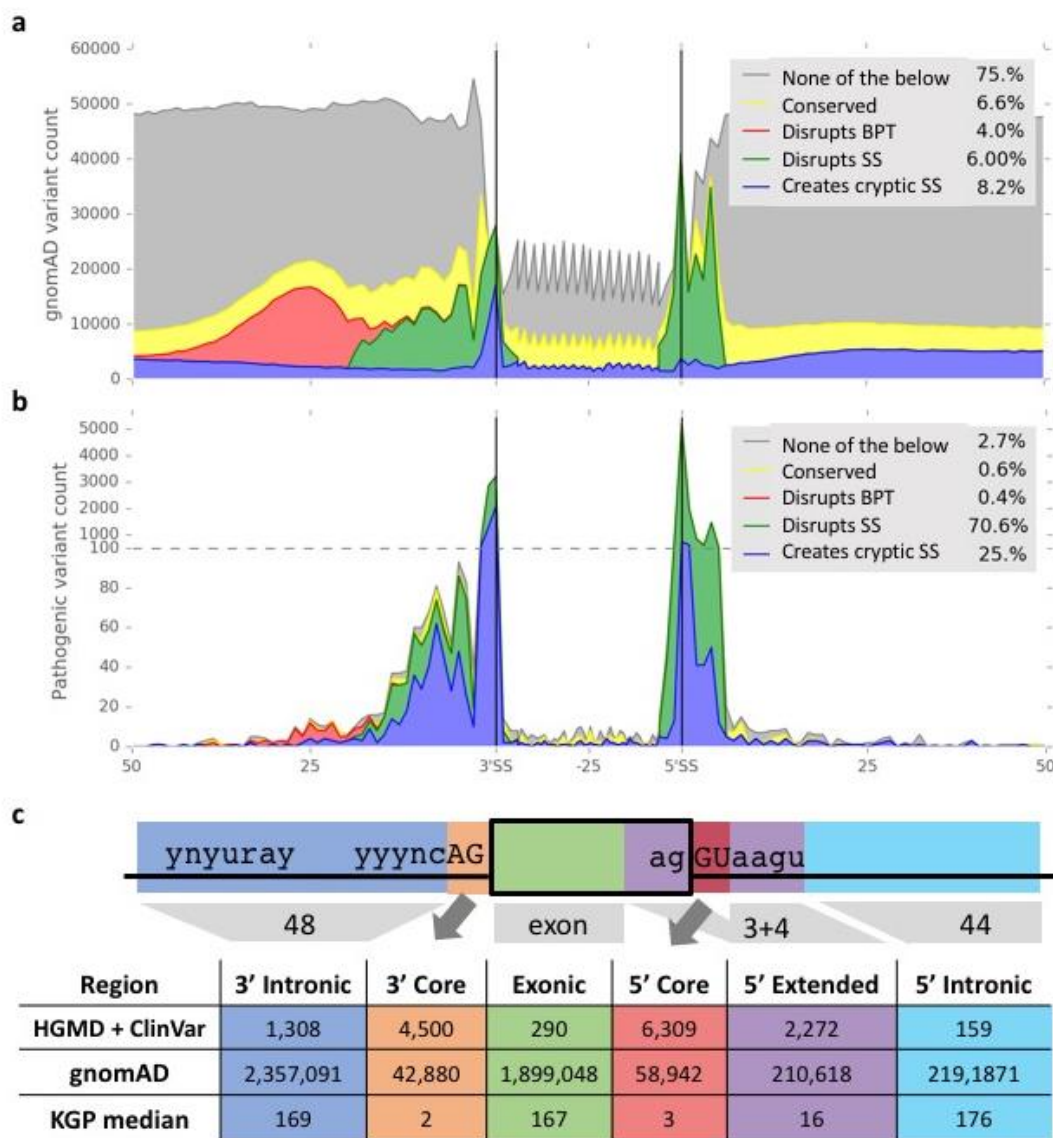 a
gnomAD variant count
60000
50000
40000
30000
20000
10000
0
None of the below 75.%
Conserved 6.6%
Disrupts BPT 4.0%
Disrupts SS 6.00%
Creates cryptic SS 8.2%
b
Pathogenic variant count
5000
4000
3000
2000
1000
100
80
60
40
20
0
None of the below 2.7%
Conserved 0.6%
Disrupts BPT 0.4%
Disrupts SS 70.6%
Creates cryptic SS 25.%
50 25 3'SS -25 5'SS 25 50
c
ynyuray yyyncAG ag GUaagu
48 exon 3+4 44
Region 3' Intronic 3' Core Exonic 5' Core 5' Extended 5' Intronic
HGMD + ClinVar 1,308 4,500 290 6,309 2,272 159
gnomAD 2,357,091 42,880 1,899,048 58,942 210,618 219,1871
KGP median 169 2 167 3 16 176